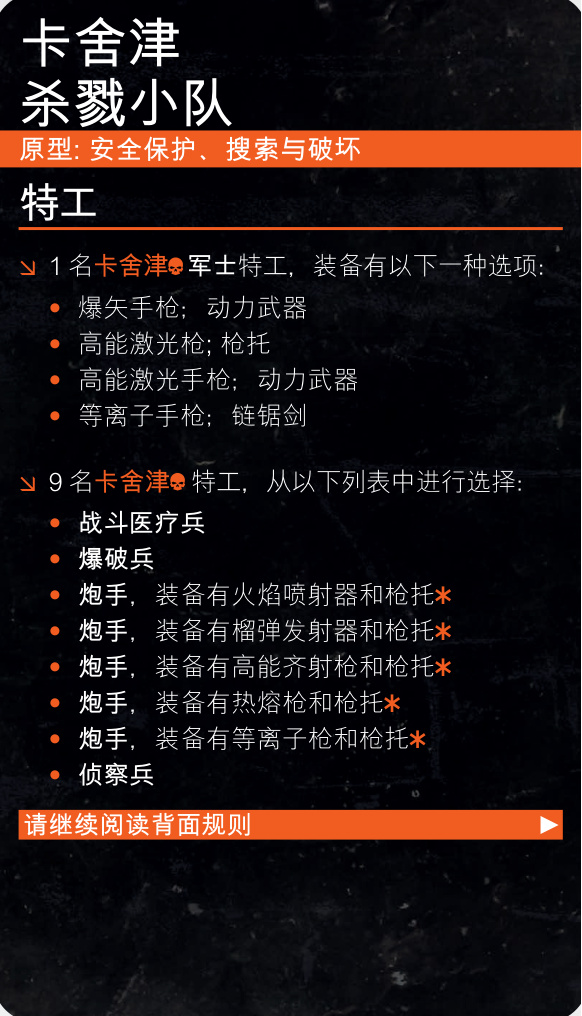 卡舍津
杀戮小队
原型: 安全保护、搜索与破坏
特工
1 名卡舍津军士特工，装备有以下一种选项:
爆矢手枪；动力武器
高能激光枪; 枪托
高能激光手枪；动力武器
等离子手枪；链锯剑
9 名卡舍津特工，从以下列表中进行选择:
战斗医疗兵
爆破兵
炮手，装备有火焰喷射器和枪托*
炮手，装备有榴弹发射器和枪托*
炮手，装备有高能齐射枪和枪托*
炮手，装备有热熔枪和枪托*
炮手，装备有等离子枪和枪托*
侦察兵
请继续阅读背面规则